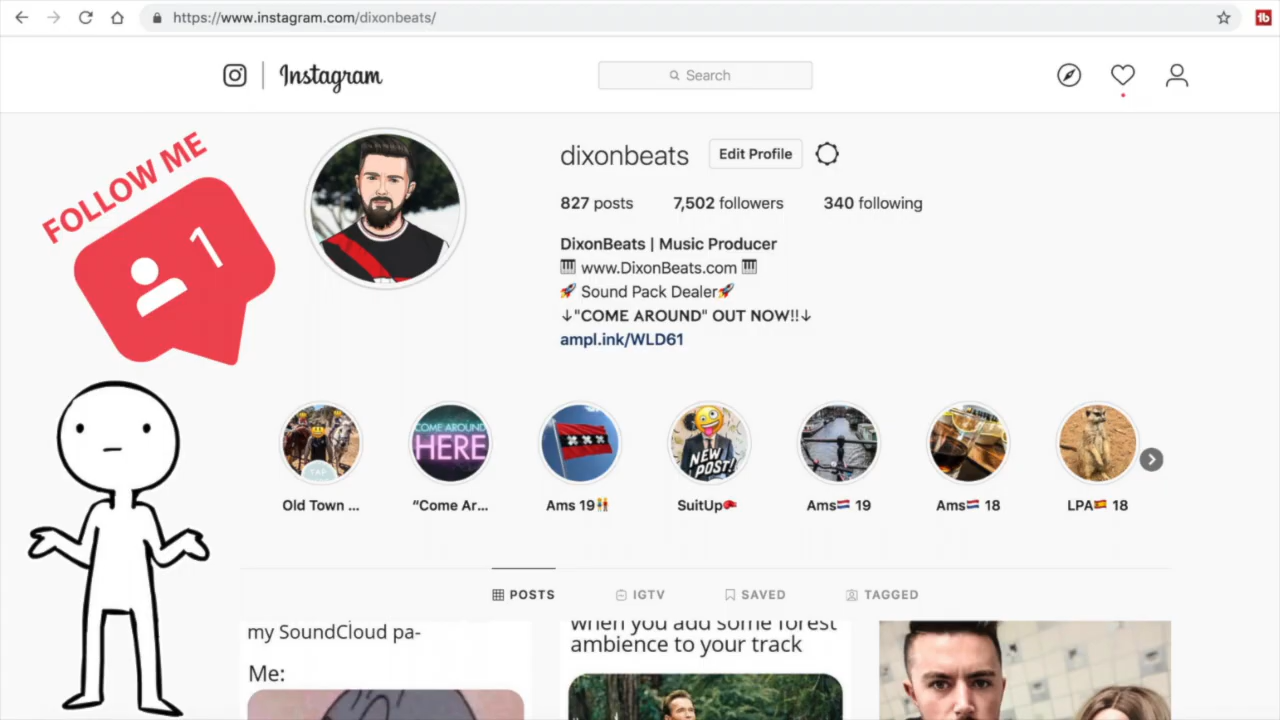 https://www.instagram.com/dixonbeats/
Instagram
Search
FOLLOW ME
1
dixonbeats
Edit Profile
827 posts 7,502 followers 340 following
DixonBeats | Music Producer
🎹 www.DixonBeats.com 🎹
🚀 Sound Pack Dealer🚀
↓"COME AROUND" OUT NOW!!↓
ampl.ink/WLD61
TAP
COME AROUND
HERE
NEW
POST!
Old Town ...
“Come Ar...
Ams 19👫
SuitUp
Ams🇳🇱 19
Ams🇳🇱 18
LPA🇪🇸 18
POSTS
IGTV
SAVED
TAGGED
my SoundCloud pa-
Me:
when you add some forest
ambience to your track